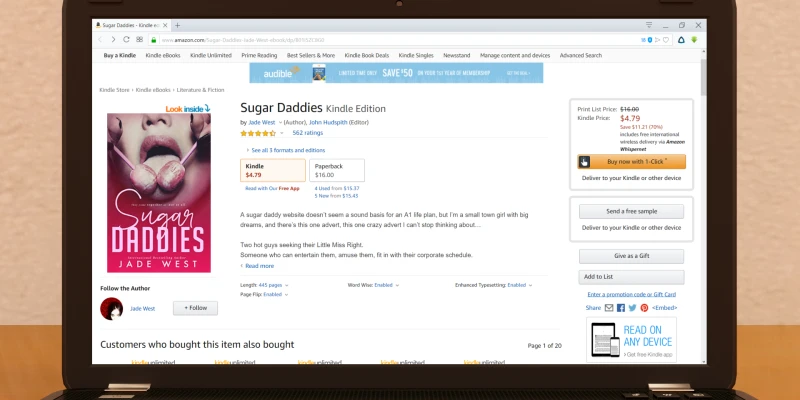 Sugar Daddies - Kindle ed
www.amazon.com/Sugar-Daddies-Jade-West-ebook/dp/
Buy a Kindle Kindle eBooks Kindle Unlimited Prime Reading Best Sellers & More Kindle Book Deals Kindle Singles Newsstand Manage content and devices Advanced Search
audible LIMITED TIME ONLY SAVE $50 ON YOUR 1ST YEAR OF MEMBERSHIP
Kindle Store › Kindle eBooks › Literature & Fiction
Look inside
Sugar
DADDIES
JADE WEST
Follow the Author
Jade West
+ Follow
Sugar Daddies Kindle Edition
by Jade West (Author), John Hudspith (Editor)
562 ratings
› See all 3 formats and editions
Kindle
$4.79
Paperback
$16.00
Read with Our Free App
4 Used from $15.37
5 New from $15.43
A sugar daddy website doesn't seem a sound basis for an A1 life plan, but I'm a small town girl with big
dreams, and there's this one advert, this one crazy advert I can't stop thinking about…
Two hot guys seeking their Little Miss Right.
Someone who can entertain them, amuse them, fit in with their corporate schedule.
› Read more
Length: 445 pages Word Wise: Enabled Enhanced Typesetting: Enabled
Page Flip: Enabled
Print List Price: $16.00
Kindle Price: $4.79
Save $11.21 (70%)
includes free international
wireless delivery via Amazon
Whispernet
Buy now with 1-Click
Deliver to your Kindle or other device
Send a free sample
Deliver to your Kindle or other device
Give as a Gift
Add to List
Enter a promotion code or Gift Card
Share <Embed>
READ ON
ANY DEVICE
› Get free Kindle app
Customers who bought this item also bought
Page 1 of 20
kindleunlimited kindleunlimited kindleunlimited kindleunlimited